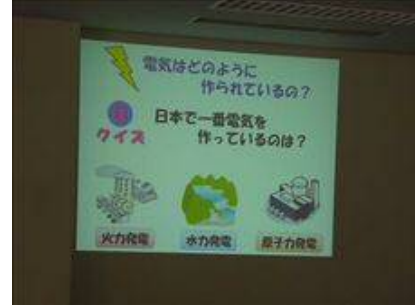 電気はどのように
作られているの？
クイズ
日本で一番電気を
作っているのは？
火力発電
水力発電
原子力発電